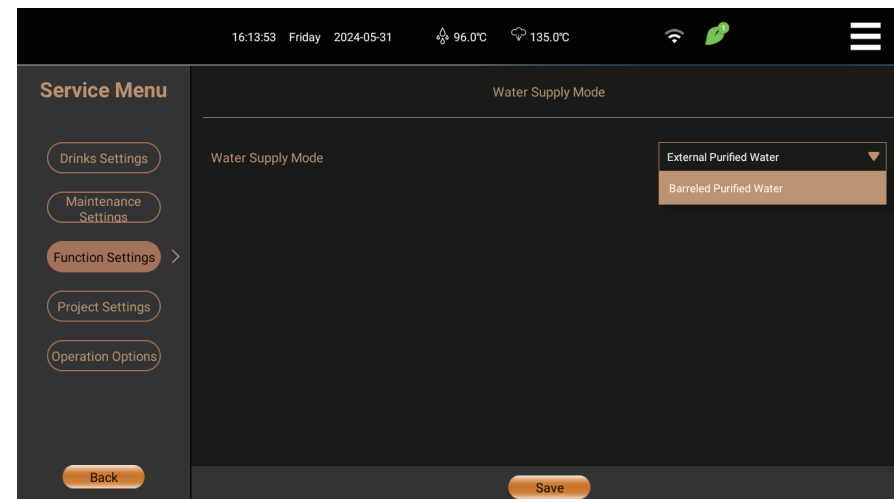 16:13:53 Friday 2024-05-31 96.0℃ 135.0℃ 1
Service Menu
Water Supply Mode
Drinks Settings
Water Supply Mode
External Purified Water
Barreled Purified Water
Maintenance
Settings
Function Settings
Project Settings
Operation Options
Back
Save